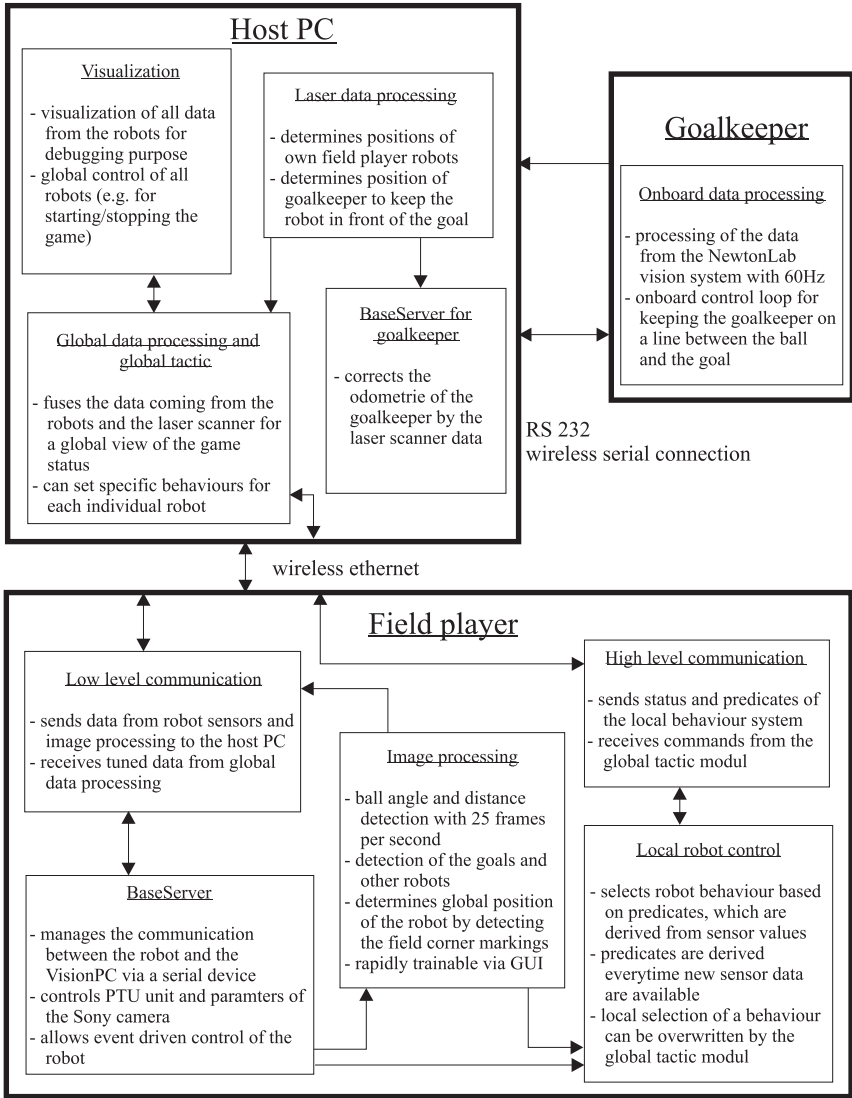 Host PC
Visualization
- visualization of all data
from the robots for
debugging purpose
- global control of all
robots (e.g. for
starting/stopping the
game)
Laser data processing
- determines positions of
own field player robots
- determines position of
goalkeeper to keep the
robot in front of the goal
Global data processing and
global tactic
- fuses the data coming from the
robots and the laser scanner for
a global view of the game
status
- can set specific behaviours for
each individual robot
BaseServer for
goalkeeper
- corrects the
odometrie of the
goalkeeper by the
laser scanner data
Goalkeeper
Onboard data processing
- processing of the data
from the NewtonLab
vision system with 60Hz
- onboard control loop for
keeping the goalkeeper on
a line between the ball
and the goal
RS 232
wireless serial connection
wireless ethernet
Field player
Low level communication
- sends data from robot sensors and
image processing to the host PC
- receives tuned data from global
data processing
BaseServer
- manages the communication
between the robot and the
VisionPC via a serial device
- controls PTU unit and paramters of
the Sony camera
- allows event driven control of the
robot
Image processing
- ball angle and distance
detection with 25 frames
per second
- detection of the goals and
other robots
- determines global position
of the robot by detecting
the field corner markings
- rapidly trainable via GUI
High level communication
- sends status and predicates of
the local behaviour system
- receives commands from the
global tactic modul
Local robot control
- selects robot behaviour based
on predicates, which are
derived from sensor values
- predicates are derived
everytime new sensor data
are available
- local selection of a behaviour
can be overwritten by the
global tactic modul